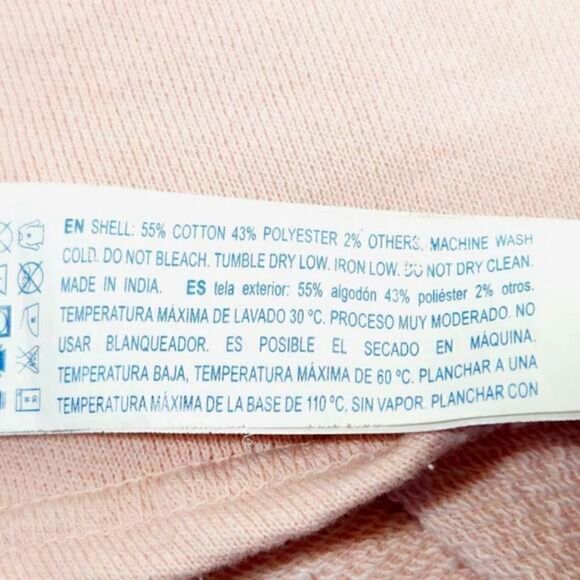 EN SHELL: 55% COTTON 43% POLYESTER 2% OTHERS. MACHINE WASH
COLD. DO NOT BLEACH. TUMBLE DRY LOW. IRON LOW. DO NOT DRY CLEAN.
MADE IN INDIA. ES tela exterior: 55% algodón 43% poliéster 2% otros.
TEMPERATURA MÁXIMA DE LAVADO 30 ºC. PROCESO MUY MODERADO. NO
USAR BLANQUEADOR. ES POSIBLE EL SECADO EN MÁQUINA.
TEMPERATURA BAJA, TEMPERATURA MÁXIMA DE 60 ºC. PLANCHAR A UNA
TEMPERATURA MÁXIMA DE LA BASE DE 110 ºC, SIN VAPOR. PLANCHAR CON